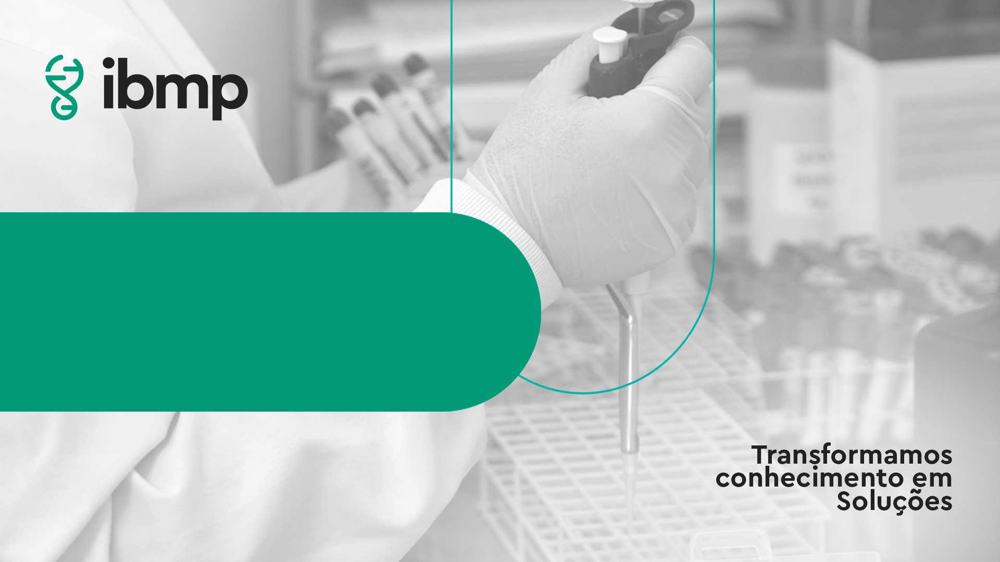 ibmp
Transformamos
conhecimento em
Soluções